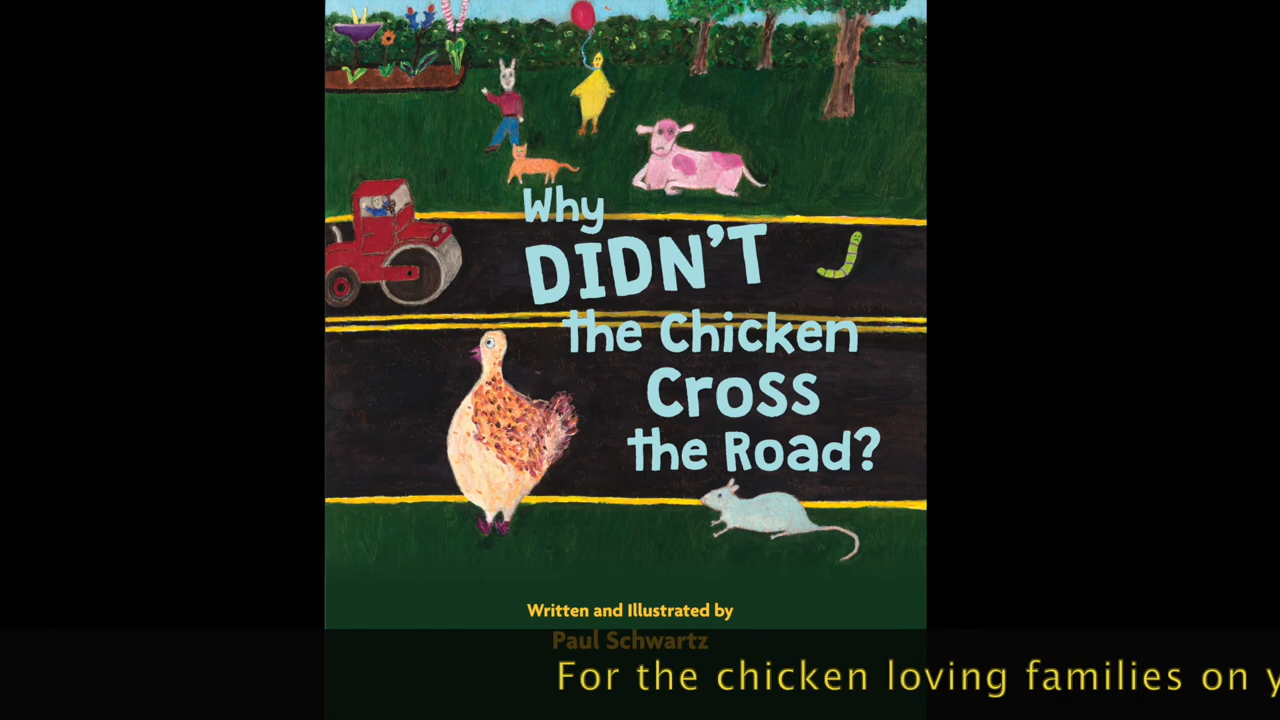 Why
DIDN'T
the Chicken
Cross
the Road?
Written and Illustrated by
Paul Schwartz
For the chicken loving families on